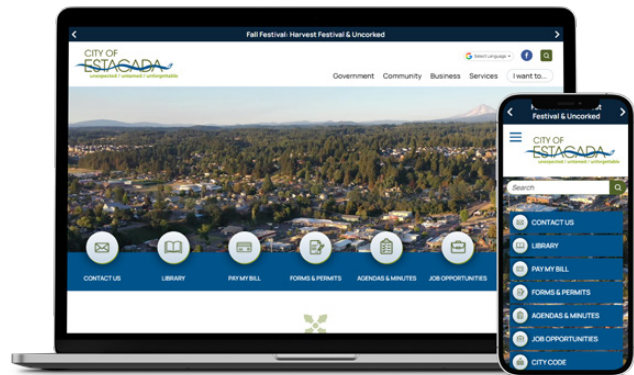 Fall Festival: Harvest Festival & Uncorked
CITY OF
ESTACADA
unexpected / untamed / unforgettable
Select Language
f
Government Community Business Services I want to...
CONTACT US LIBRARY PAY MY BILL FORMS & PERMITS AGENDAS & MINUTES JOB OPPORTUNITIES
Festival & Uncorked
CITY OF
ESTACADA
unexpected / untamed / unforgettable
Search
CONTACT US
LIBRARY
PAY MY BILL
FORMS & PERMITS
AGENDAS & MINUTES
JOB OPPORTUNITIES
CITY CODE